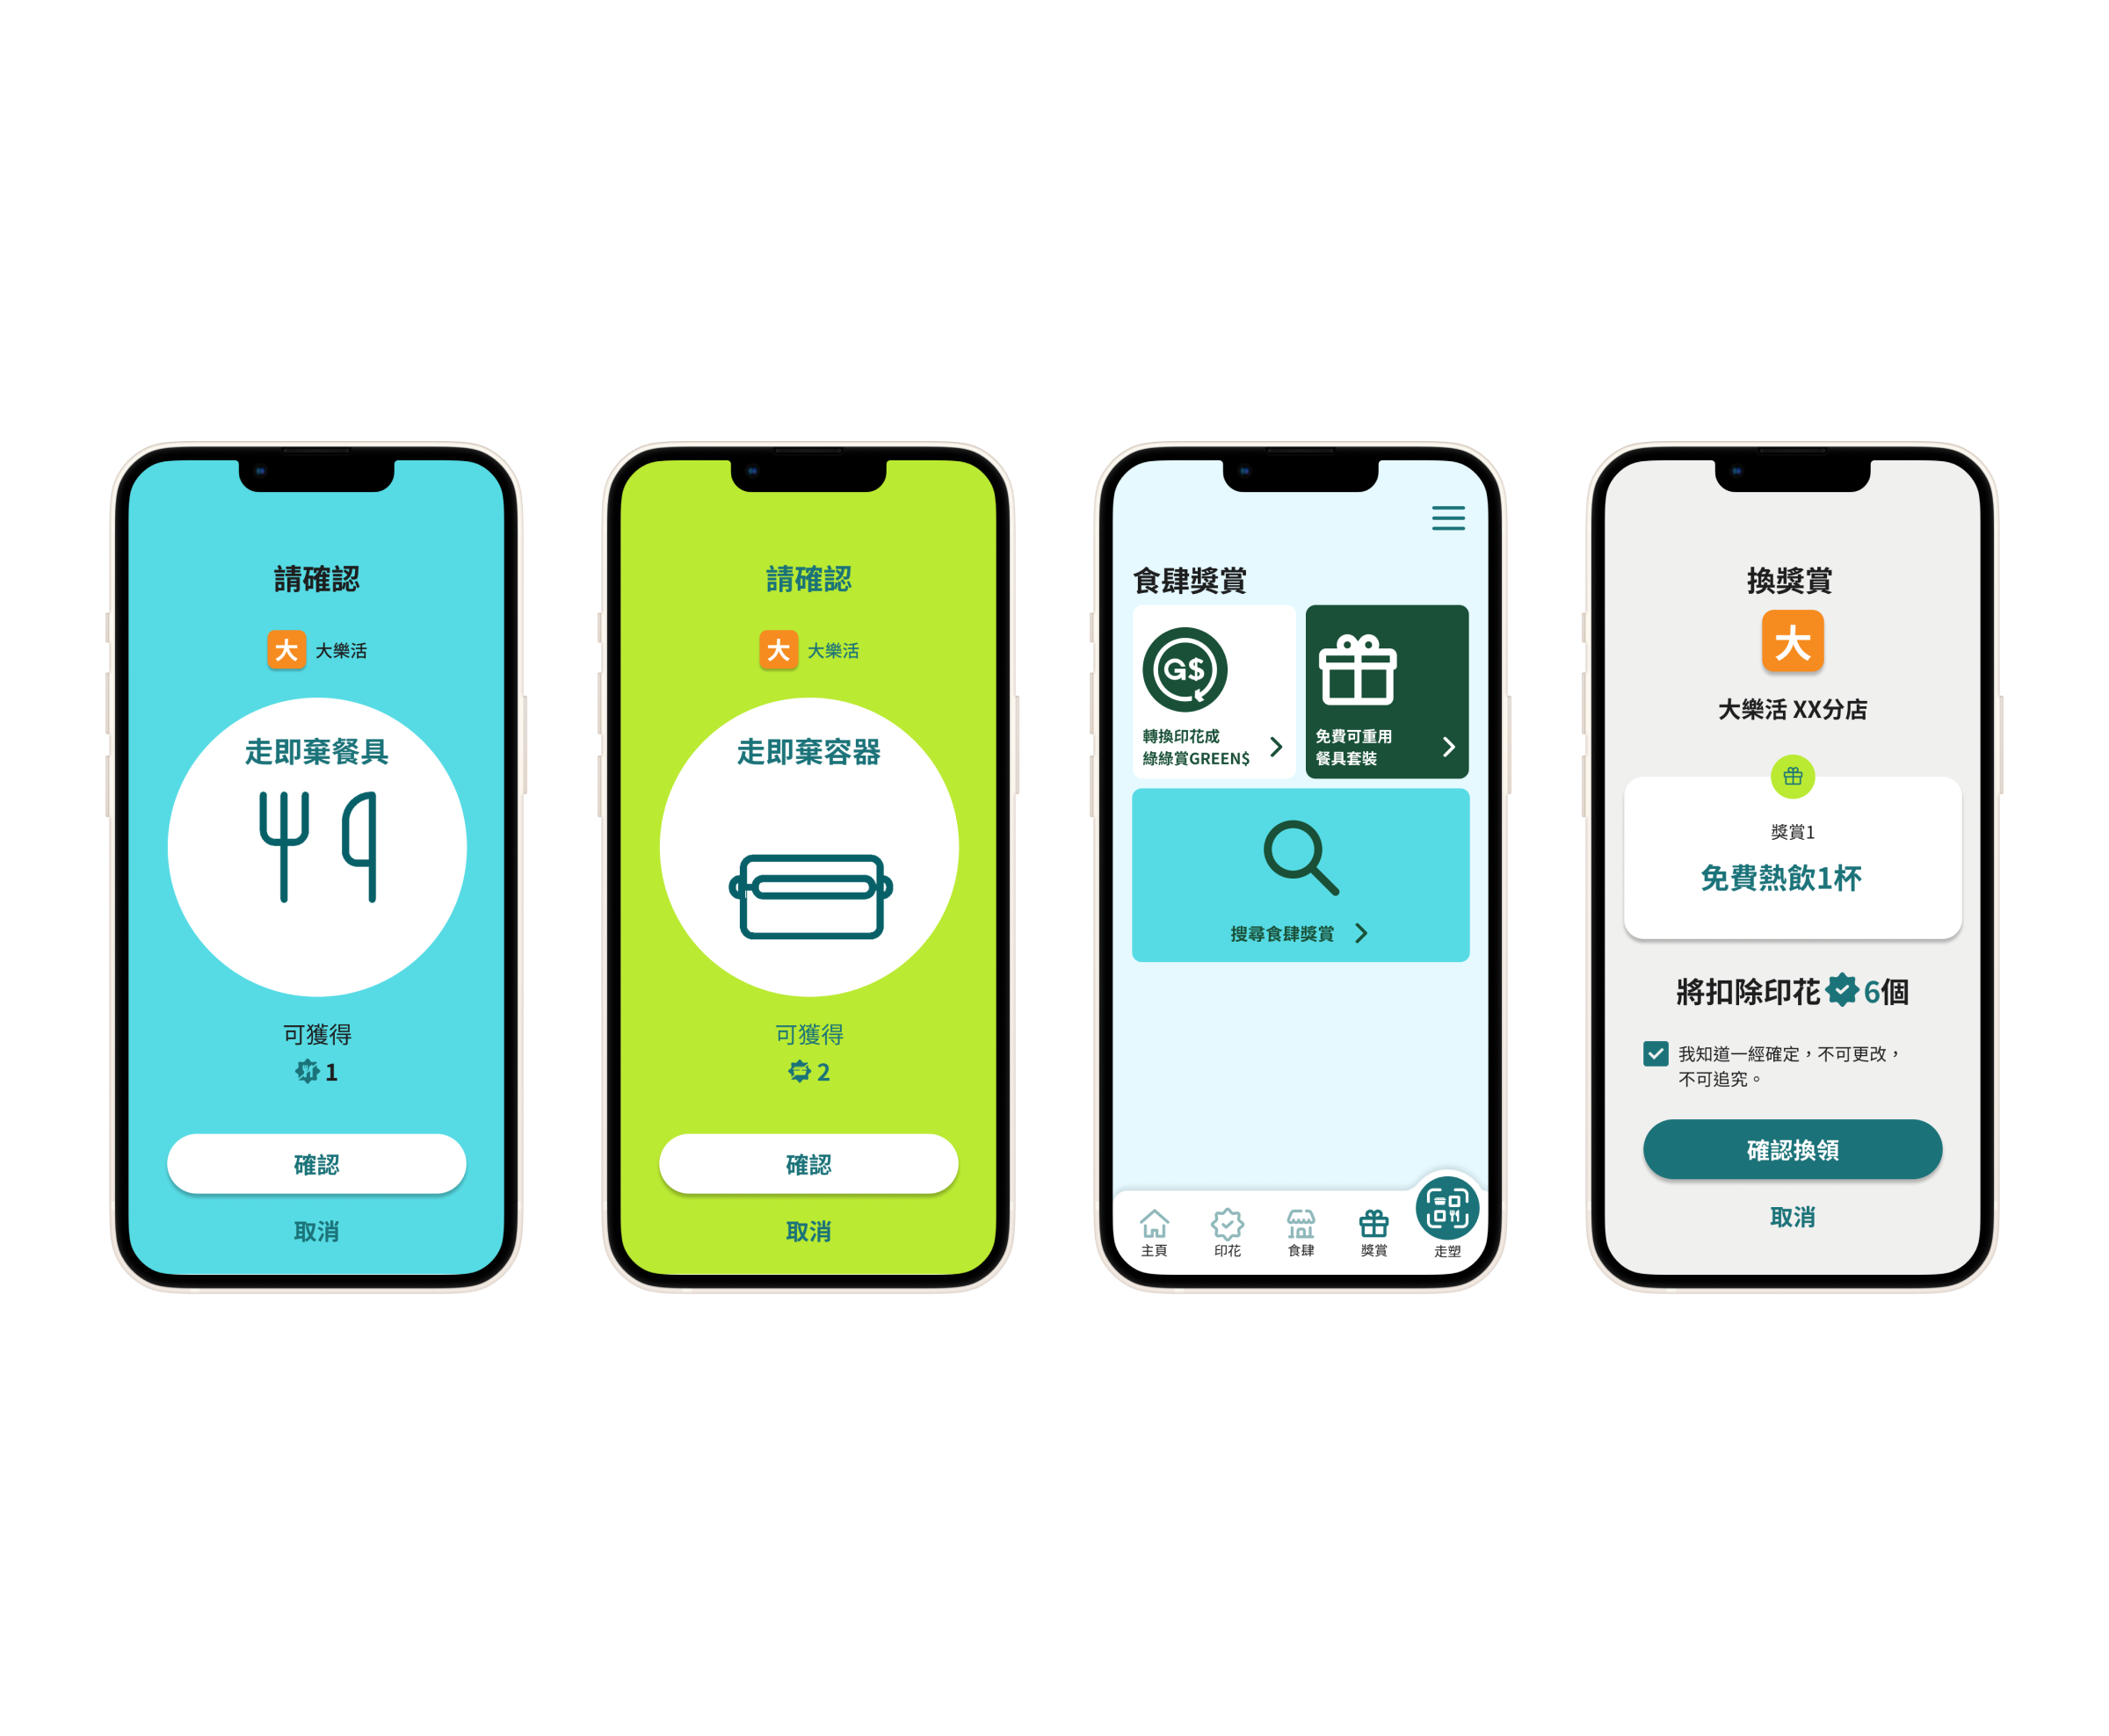 請確認
大 大樂活
走即棄餐具
可獲得
1
確認
取消
請確認
大 大樂活
走即棄容器
可獲得
2
確認
取消
食肆獎賞
G$
轉換印花成
綠綠賞GREEN$
免費可重用
餐具套裝
搜尋食肆獎賞
主頁 印花 食肆 獎賞 走塑
換獎賞
大
大樂活 XX分店
獎賞1
免費熱飲1杯
將扣除印花6個
我知道一經確定，不可更改，
不可追究。
確認換領
取消